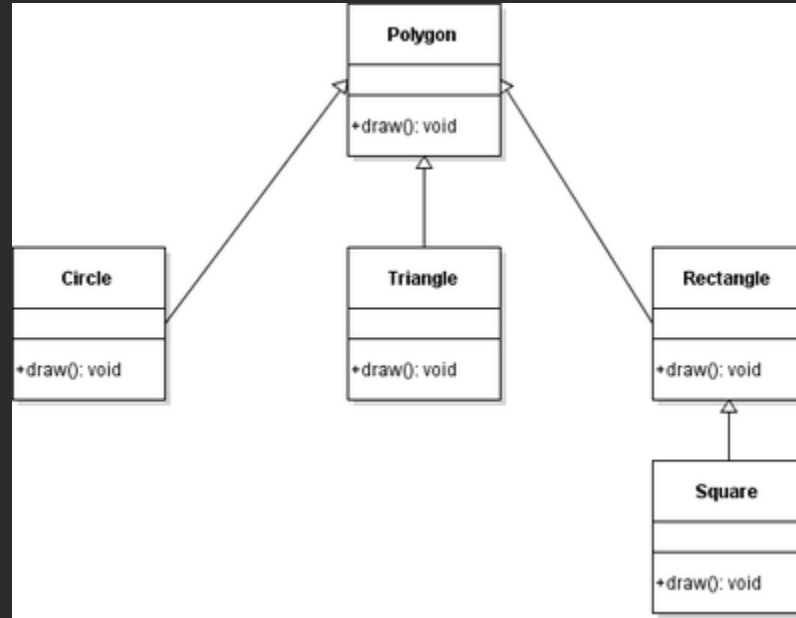 Polygon
+draw(): void
Circle
Triangle
Rectangle
+draw(): void
+draw(): void
+draw(): void
Square
+draw(): void